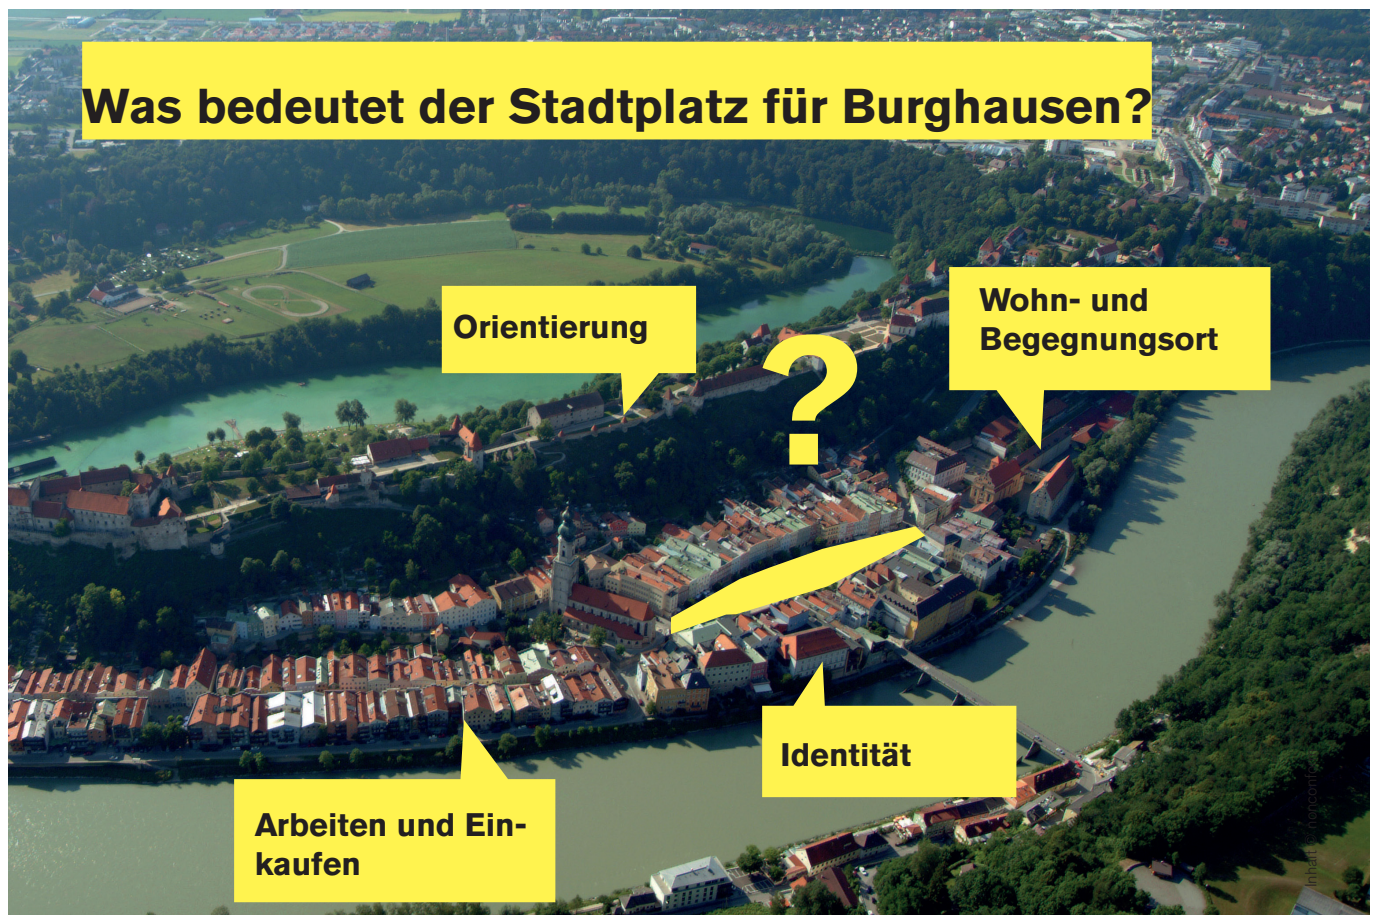 Was bedeutet der Stadtplatz für Burghausen?
Wohn- und
Begegnungsort
Orientierung
?
Identität
Arbeiten und Ein-
kaufen